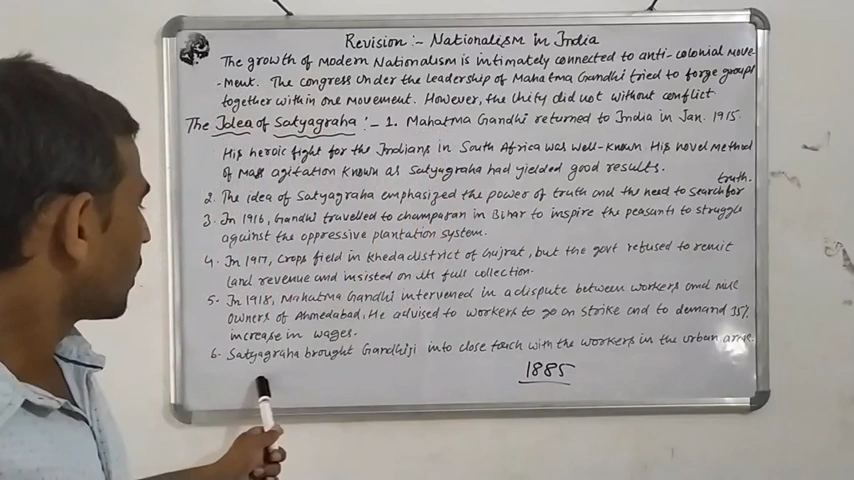 Revision :- Nationalism in India
The growth of modern Nationalism is intimately connected to anti-colonial move-
-ment. The congress under the leadership of Mahatma Gandhi tried to forge groups
together within one movement. However, the Unity did not without conflict.
The Idea of Satyagraha :- 1. Mahatma Gandhi returned to India in Jan. 1915.
His heroic fight for the Indians in South Africa was well-known. His novel method
of Mass agitation known as Satyagraha had yielded good results.
2. The idea of Satyagraha emphasized the power of truth and the need to search for truth.
3. In 1916, Gandhi travelled to champaran in Bihar to inspire the peasants to struggle
against the oppressive plantation system.
4. In 1917, Crops field in Kheda district of Gujrat, but the govt refused to remit
land revenue and insisted on its full collection.
5. In 1918, Mahatma Gandhi intervened in a dispute between workers and mill
owners of Ahmedabad. He advised to workers to go on strike and to demand 35%
increase in wages.
6. Satyagraha brought Gandhiji into close touch with the workers in the urban areas.
1885